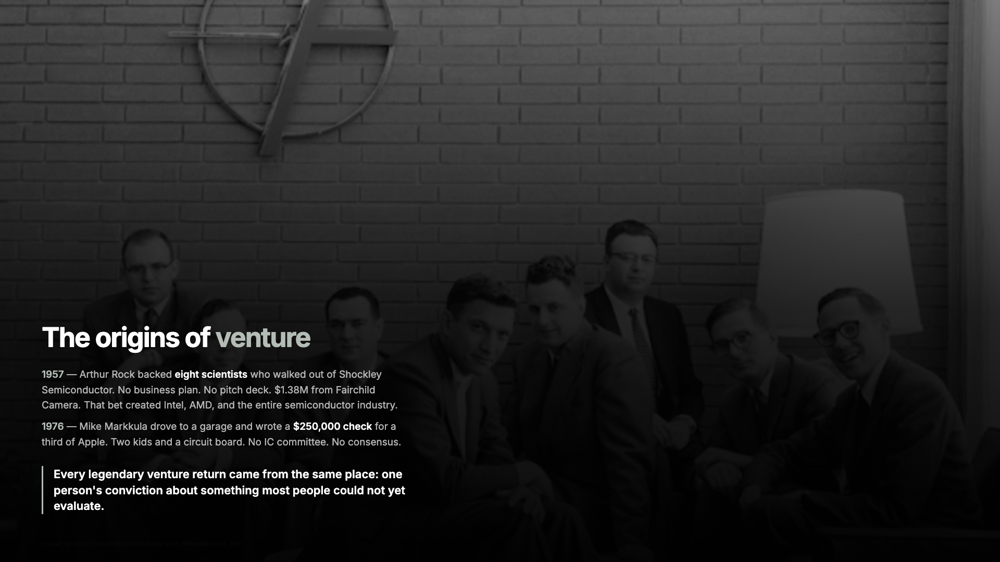 The origins of venture
1957 — Arthur Rock backed eight scientists who walked out of Shockley
Semiconductor. No business plan. No pitch deck. $1.38M from Fairchild
Camera. That bet created Intel, AMD, and the entire semiconductor industry.
1976 — Mike Markkula drove to a garage and wrote a $250,000 check for a
third of Apple. Two kids and a circuit board. No IC committee. No consensus.
Every legendary venture return came from the same place: one
person's conviction about something most people could not yet
evaluate.
Image: Fairchild Semiconductor founding team, Mountain View, 1957